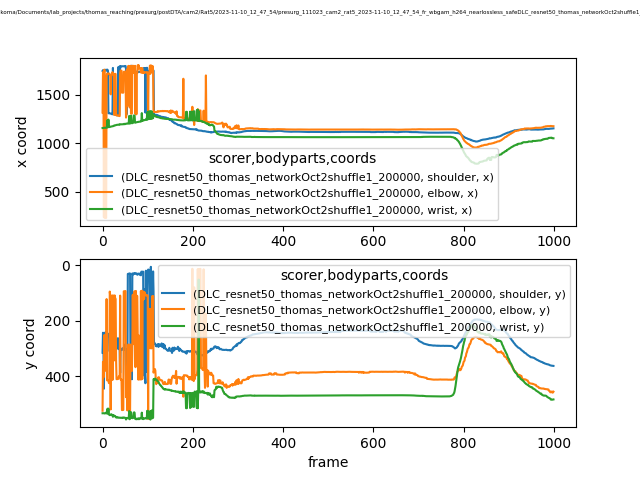 koma/Documents/lab_projects/thomas_reaching/presurg/postDTA/cam2/Rat5/2023-11-10_12_47_54/presurg_111023_cam2_rat5_2023-11-10_12_47_54_fr_wbgam_h264_nearlossless_safeDLC_resnet50_thomas_networkOct2shuffle1_
1500
1000
500
x coord
scorer,bodyparts,coords
(DLC_resnet50_thomas_networkOct2shuffle1_200000, shoulder, x)
(DLC_resnet50_thomas_networkOct2shuffle1_200000, elbow, x)
(DLC_resnet50_thomas_networkOct2shuffle1_200000, wrist, x)
0 200 400 600 800 1000
0
200
400
y coord
scorer,bodyparts,coords
(DLC_resnet50_thomas_networkOct2shuffle1_200000, shoulder, y)
(DLC_resnet50_thomas_networkOct2shuffle1_200000, elbow, y)
(DLC_resnet50_thomas_networkOct2shuffle1_200000, wrist, y)
0 200 400 600 800 1000
frame